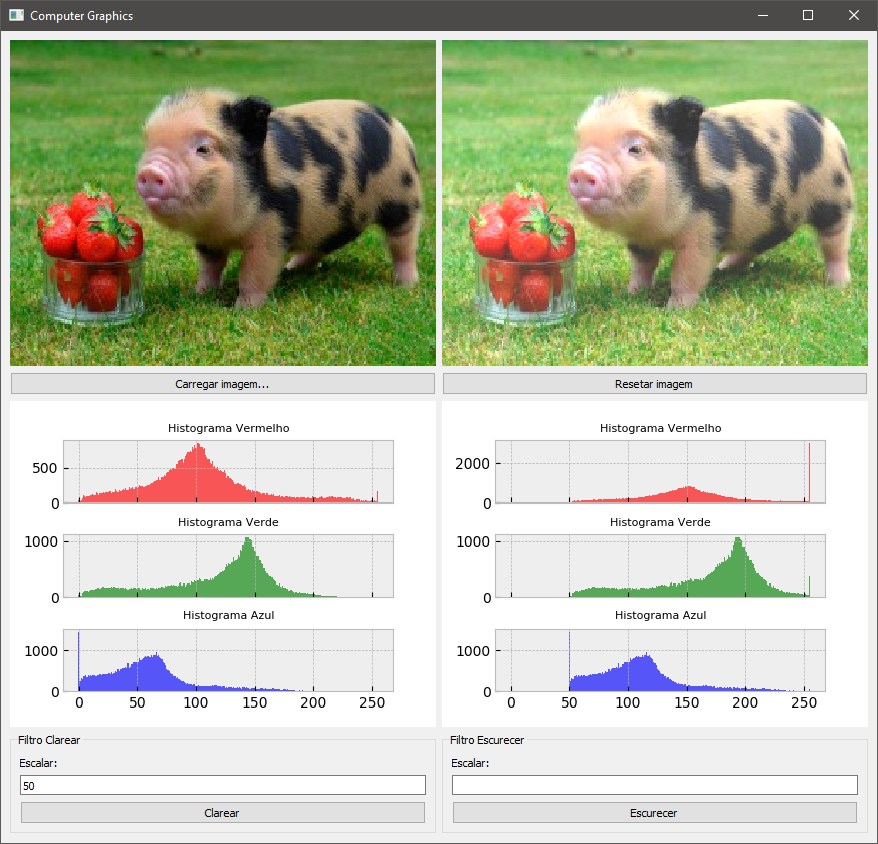 Computer Graphics
Carregar imagem...
Resetar imagem
Histograma Vermelho
500
0
Histograma Verde
1000
0
Histograma Azul
1000
0
0 50 100 150 200 250
Histograma Vermelho
2000
0
Histograma Verde
1000
0
Histograma Azul
1000
0
0 50 100 150 200 250
Filtro Clarear
Escalar:
50
Clarear
Filtro Escurecer
Escalar:
Escurecer